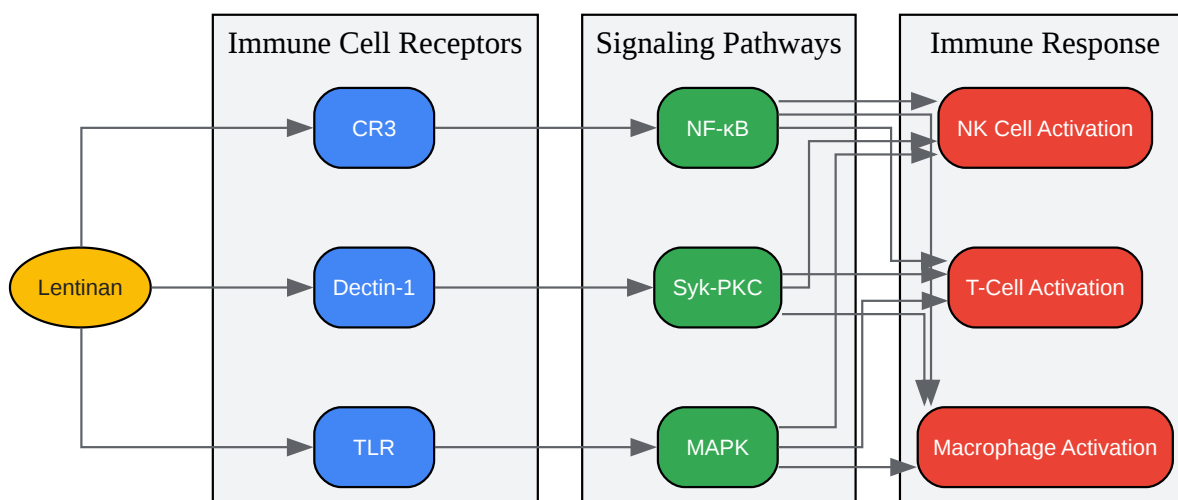 Immune Cell Receptors
Signaling Pathways
Immune Response
CR3
NF-κB
NK Cell Activation
Lentinan
Dectin-1
Syk-PKC
T-Cell Activation
TLR
MAPK
Macrophage Activation